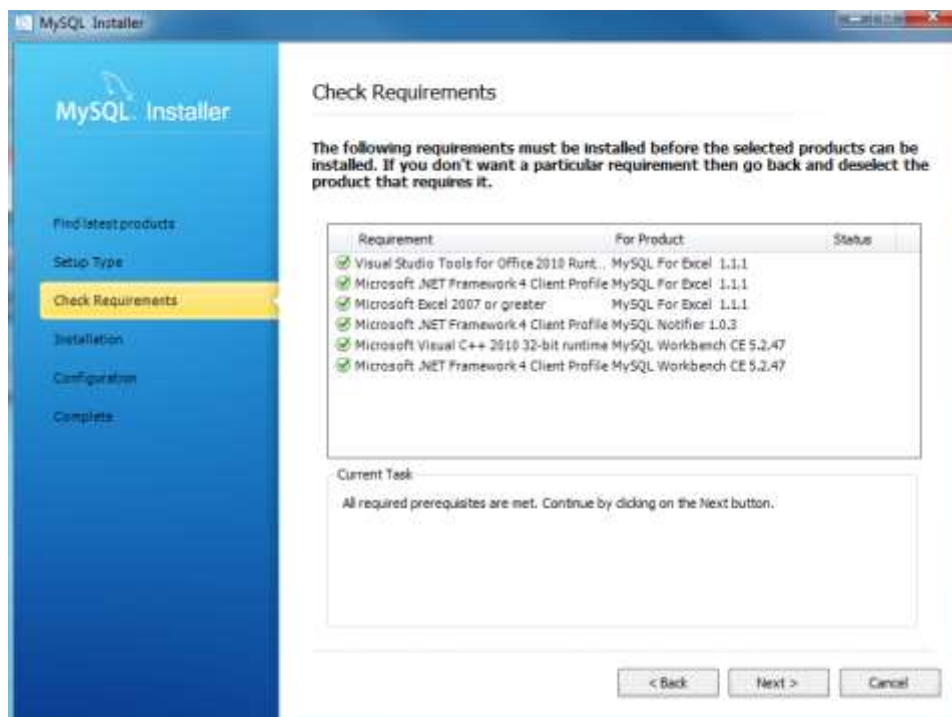 MySQL Installer
MySQL Installer
Find latest products
Setup Type
Check Requirements
Installation
Configuration
Complete
Check Requirements
The following requirements must be installed before the selected products can be
installed. If you don't want a particular requirement then go back and deselect the
product that requires it.
Requirement For Product Status
Visual Studio Tools for Office 2010 Runt... MySQL For Excel 1.1.1
Microsoft .NET Framework 4 Client Profile MySQL For Excel 1.1.1
Microsoft Excel 2007 or greater MySQL For Excel 1.1.1
Microsoft .NET Framework 4 Client Profile MySQL Notifier 1.0.3
Microsoft Visual C++ 2010 32-bit runtime MySQL Workbench CE 5.2.47
Microsoft .NET Framework 4 Client Profile MySQL Workbench CE 5.2.47
Current Task
All required prerequisites are met. Continue by clicking on the Next button.
< Back Next > Cancel